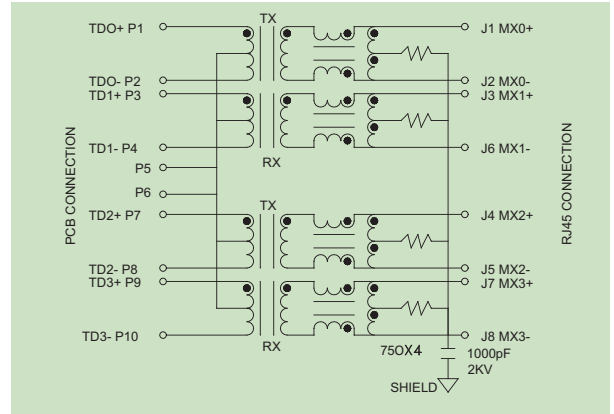 TX
TDO+ P1
J1 MX0+
TDO- P2
J2 MX0-
TD1+ P3
J3 MX1+
TD1- P4
J6 MX1-
RX
P5
P6
PCB CONNECTION
RJ45 CONNECTION
TX
TD2+ P7
J4 MX2+
TD2- P8
J5 MX2-
TD3+ P9
J7 MX3+
TD3- P10
J8 MX3-
RX
750X4
1000pF
2KV
SHIELD